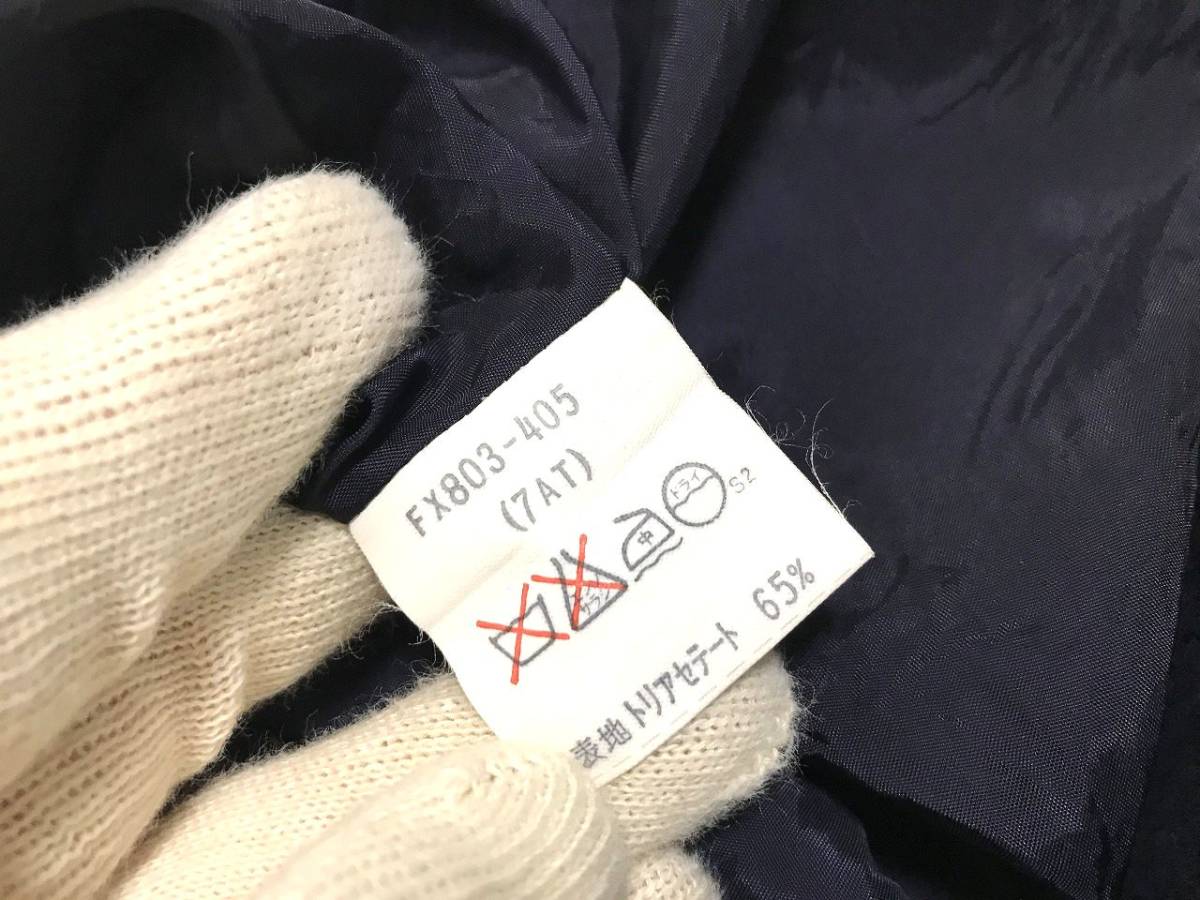 FX803-405
(7AT)
中 ドライ S2
表地 トリアセテート 65%